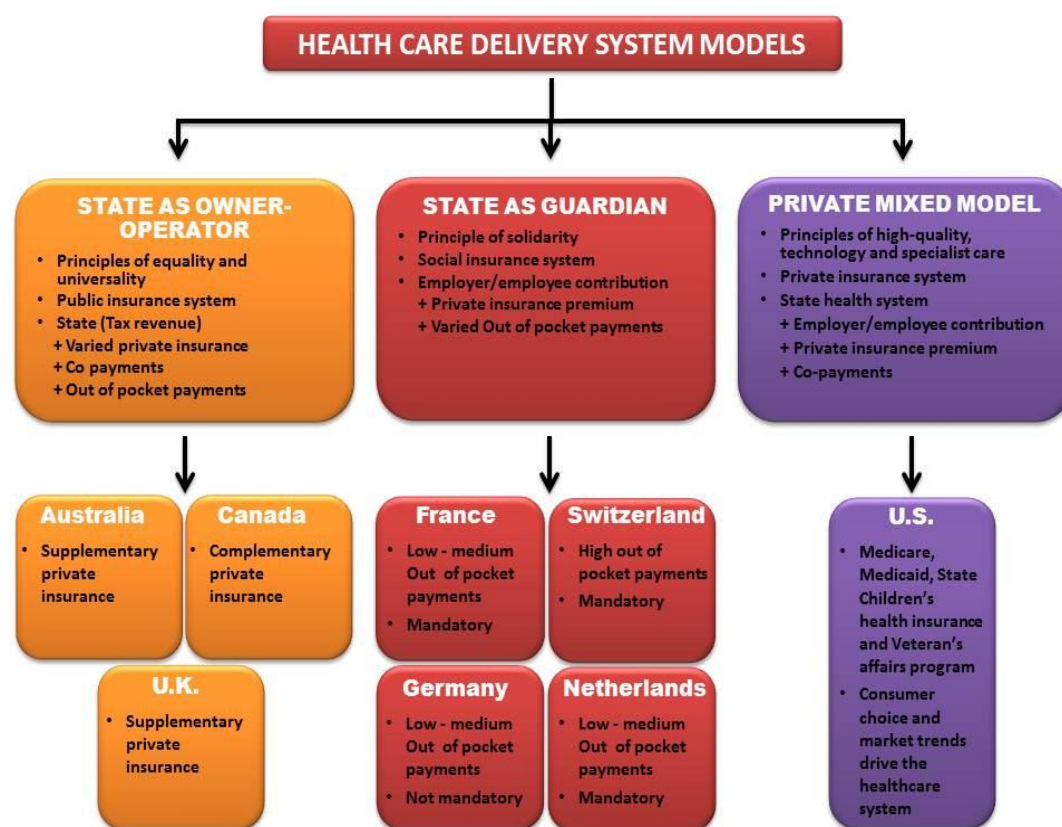 HEALTH CARE DELIVERY SYSTEM MODELS
STATE AS OWNER-
OPERATOR
• Principles of equality and
universality
• Public insurance system
• State (Tax revenue)
+ Varied private insurance
+ Co payments
+ Out of pocket payments
STATE AS GUARDIAN
• Principle of solidarity
• Social insurance system
• Employer/employee contribution
+ Private insurance premium
+ Varied Out of pocket payments
PRIVATE MIXED MODEL
• Principles of high-quality,
technology and specialist care
• Private insurance system
• State health system
+ Employer/employee contribution
+ Private insurance premium
+ Co-payments
Australia
• Supplementary
private
insurance
Canada
• Complementary
private
insurance
U.K.
• Supplementary
private
insurance
France
• Low - medium
Out of pocket
payments
• Mandatory
Switzerland
• High out of
pocket payments
• Mandatory
Germany
• Low - medium
Out of pocket
payments
• Not mandatory
Netherlands
• Low - medium
Out of pocket
payments
• Mandatory
U.S.
• Medicare,
Medicaid, State
Children's
health insurance
and Veteran's
affairs program
• Consumer
choice and
market trends
drive the
healthcare
system